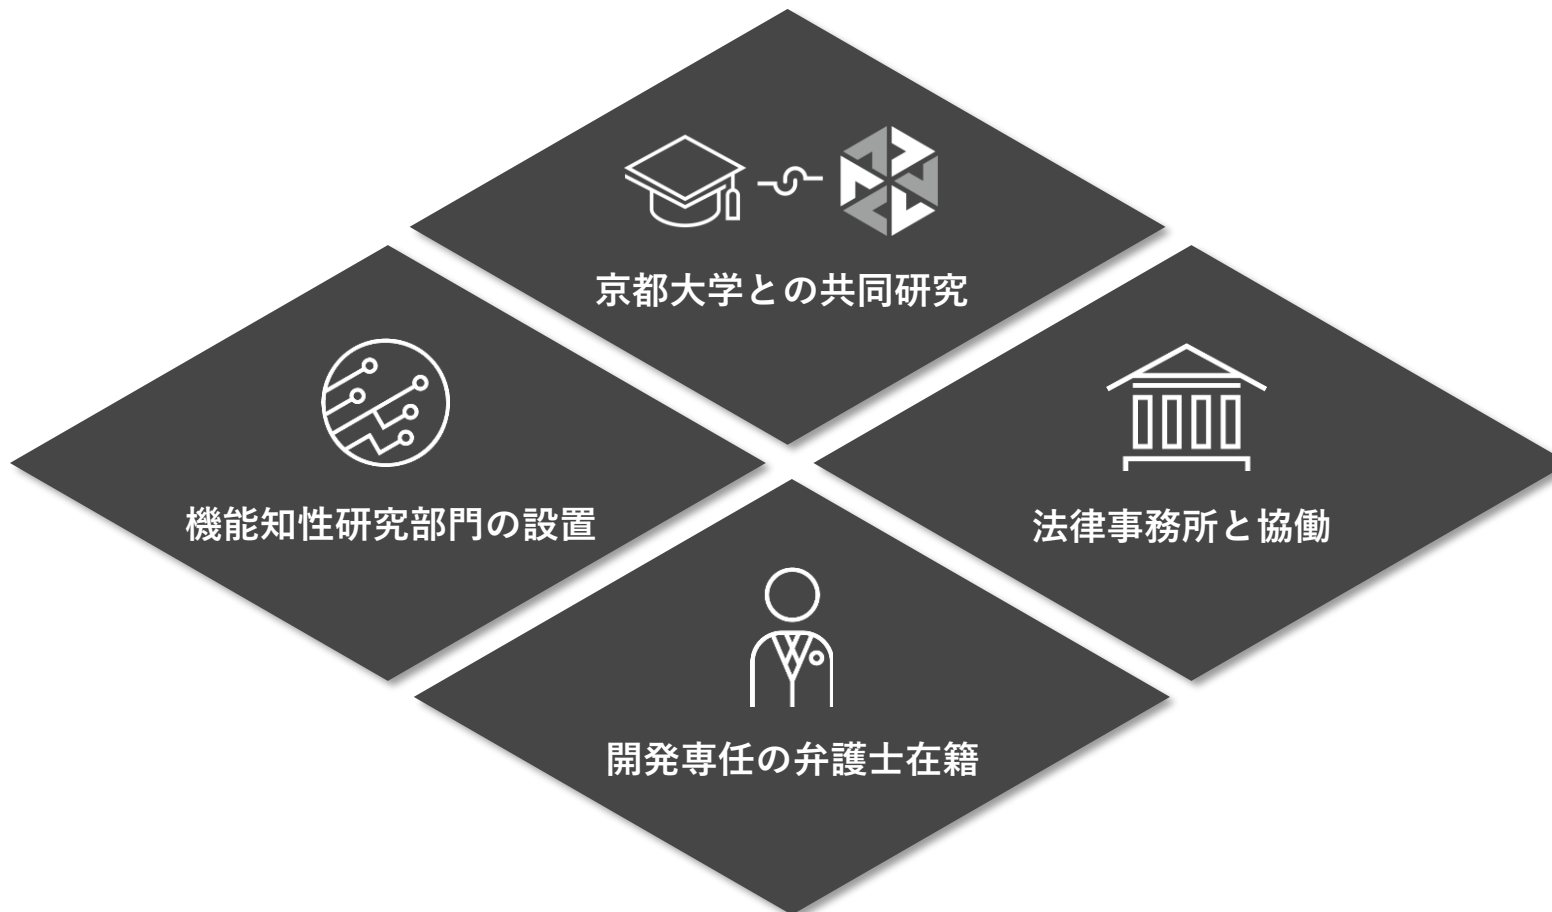 京都大学との共同研究
機能知性研究部門の設置
法律事務所と協働
開発専任の弁護士在籍